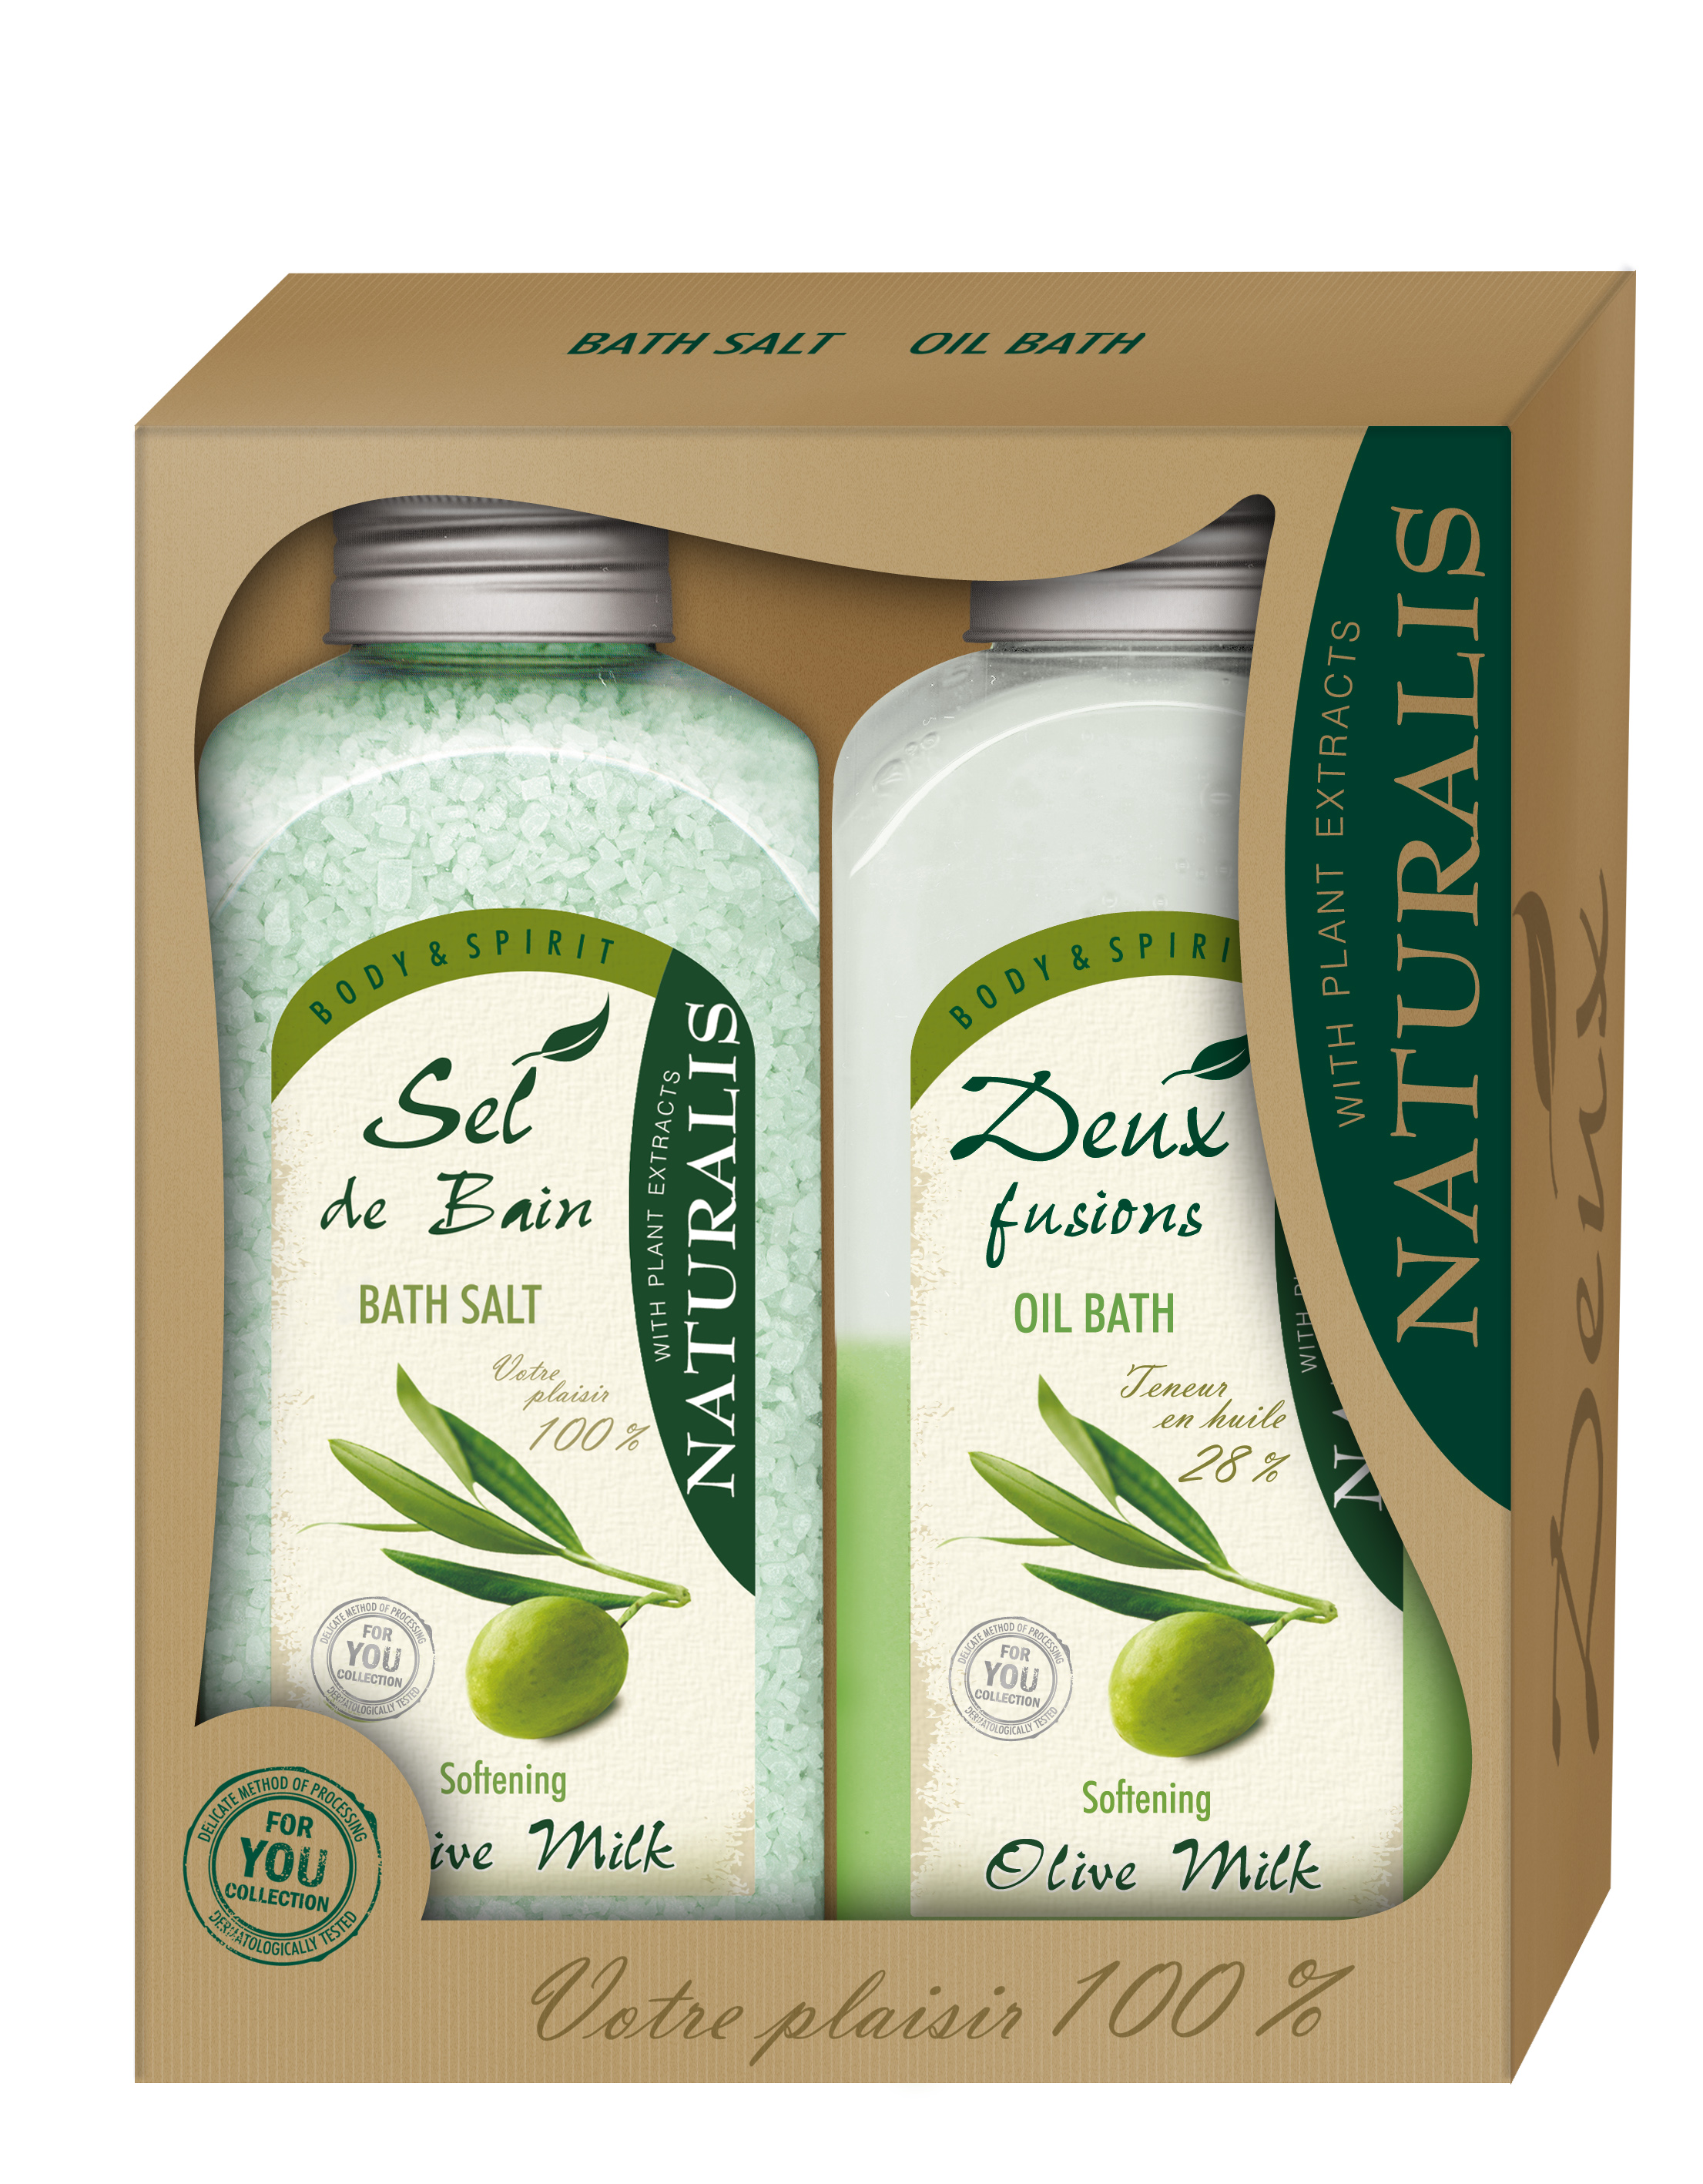 BATH SALT OIL BATH
WITH PLANT EXTRACTS
NATURALIS
Deux
BODY & SPIRIT
Sel
de Bain
BATH SALT
Votre
plaisir
100 %
WITH PLANT EXTRACTS
NATURALIS
DELICATE METHOD OF PROCESSING
FOR
YOU
COLLECTION
DERMATOLOGICALLY TESTED
Softening
ive Milk
BODY & SPIRI
Deux
fusions
OIL BATH
Teneur
en huile
28 %
WITH
NA
DELICATE METHOD OF PROCESSING
FOR
YOU
COLLECTION
DERMATOLOGICALLY TESTED
Softening
Olive Milk
DELICATE METHOD OF PROCESSING
FOR
YOU
COLLECTION
DERMATOLOGICALLY TESTED
Votre plaisir 100 %